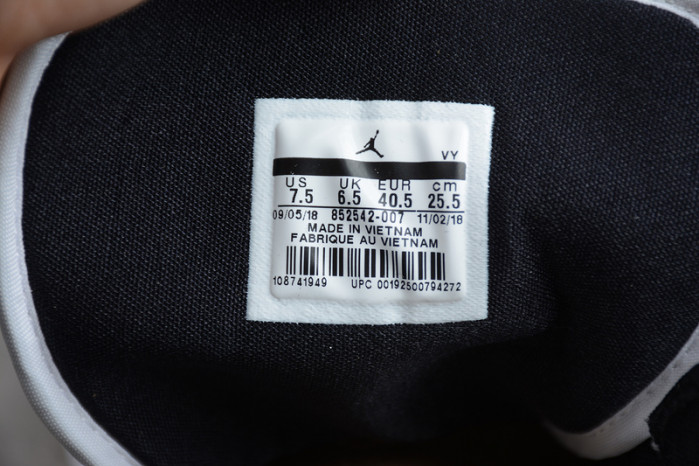 VY
US UK EUR cm
7.5 6.5 40.5 25.5
09/05/18 852542-007 11/02/18
MADE IN VIETNAM
FABRIQUE AU VIETNAM
108741949 UPC 00192500794272